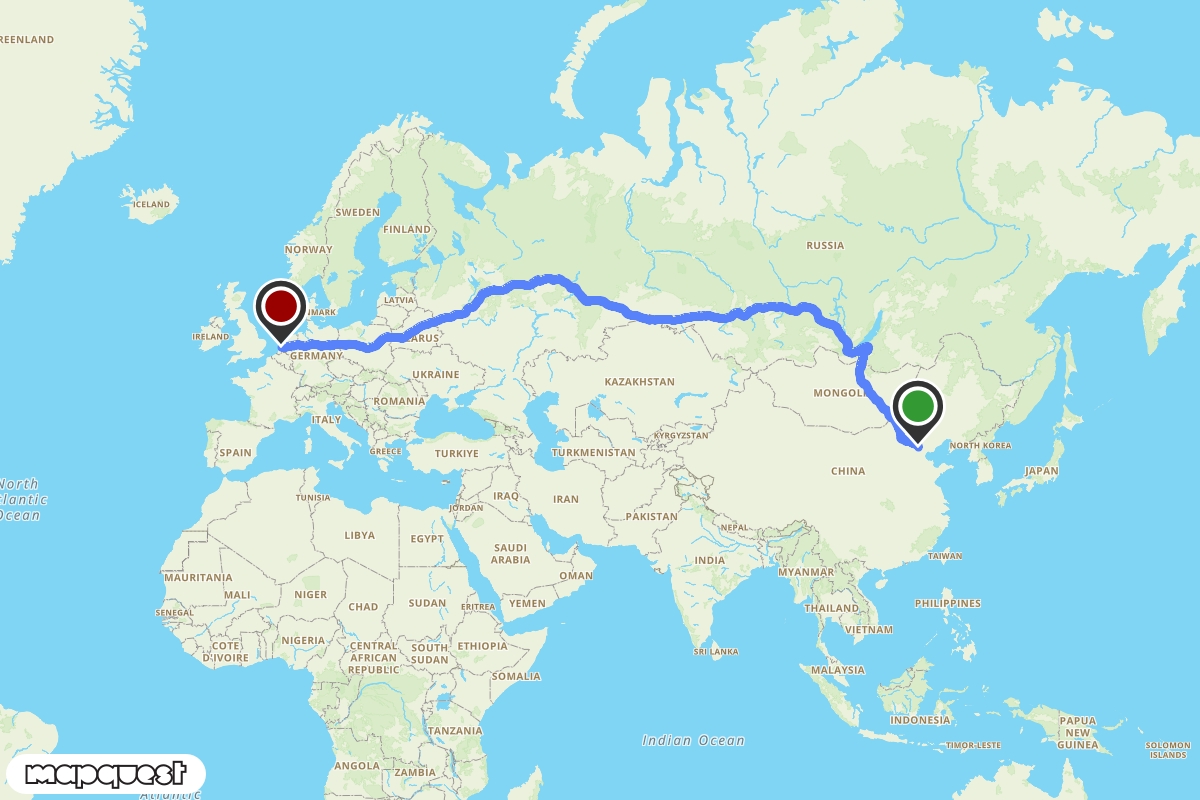 REENLAND
ICELAND
SWEDEN
FINLAND
NORWAY
RUSSIA
LATVIA
NMARK
IRELAND
ARUS
GERMANY
UKRAINE
KAZAKHSTAN
MONGOLI
ROMANIA
ITALY
KYRGYZSTAN
NORTH KOREA
SPAIN
GREECE
TURKIYE
TURKMENISTAN
CHINA
JAPAN
North
tlantic
Ocean
TUNISIA
IRAQ
IRAN
JORDAN
PAKISTAN
NEPAL
LIBYA
EGYPT
SAUDI
ARABIA
INDIA
TAIWAN
OMAN
MYANMAR
MAURITANIA
MALI
NIGER
CHAD
SUDAN
ERITREA
YEMEN
THAILAND
PHILIPPINES
SENEGAL
VIETNAM
COTE
D'IVOIRE
NIGERIA
CENTRAL
AFRICAN
REPUBLIC
SOUTH
SUDAN
ETHIOPIA
SRI LANKA
SOMALIA
MALAYSIA
INDONESIA
PAPUA
NEW
GUINEA
TANZANIA
Indian Ocean
TIMOR-LESTE
SOLOMON
ISLANDS
ANGOLA
ZAMBIA
mapquest
Atlantic